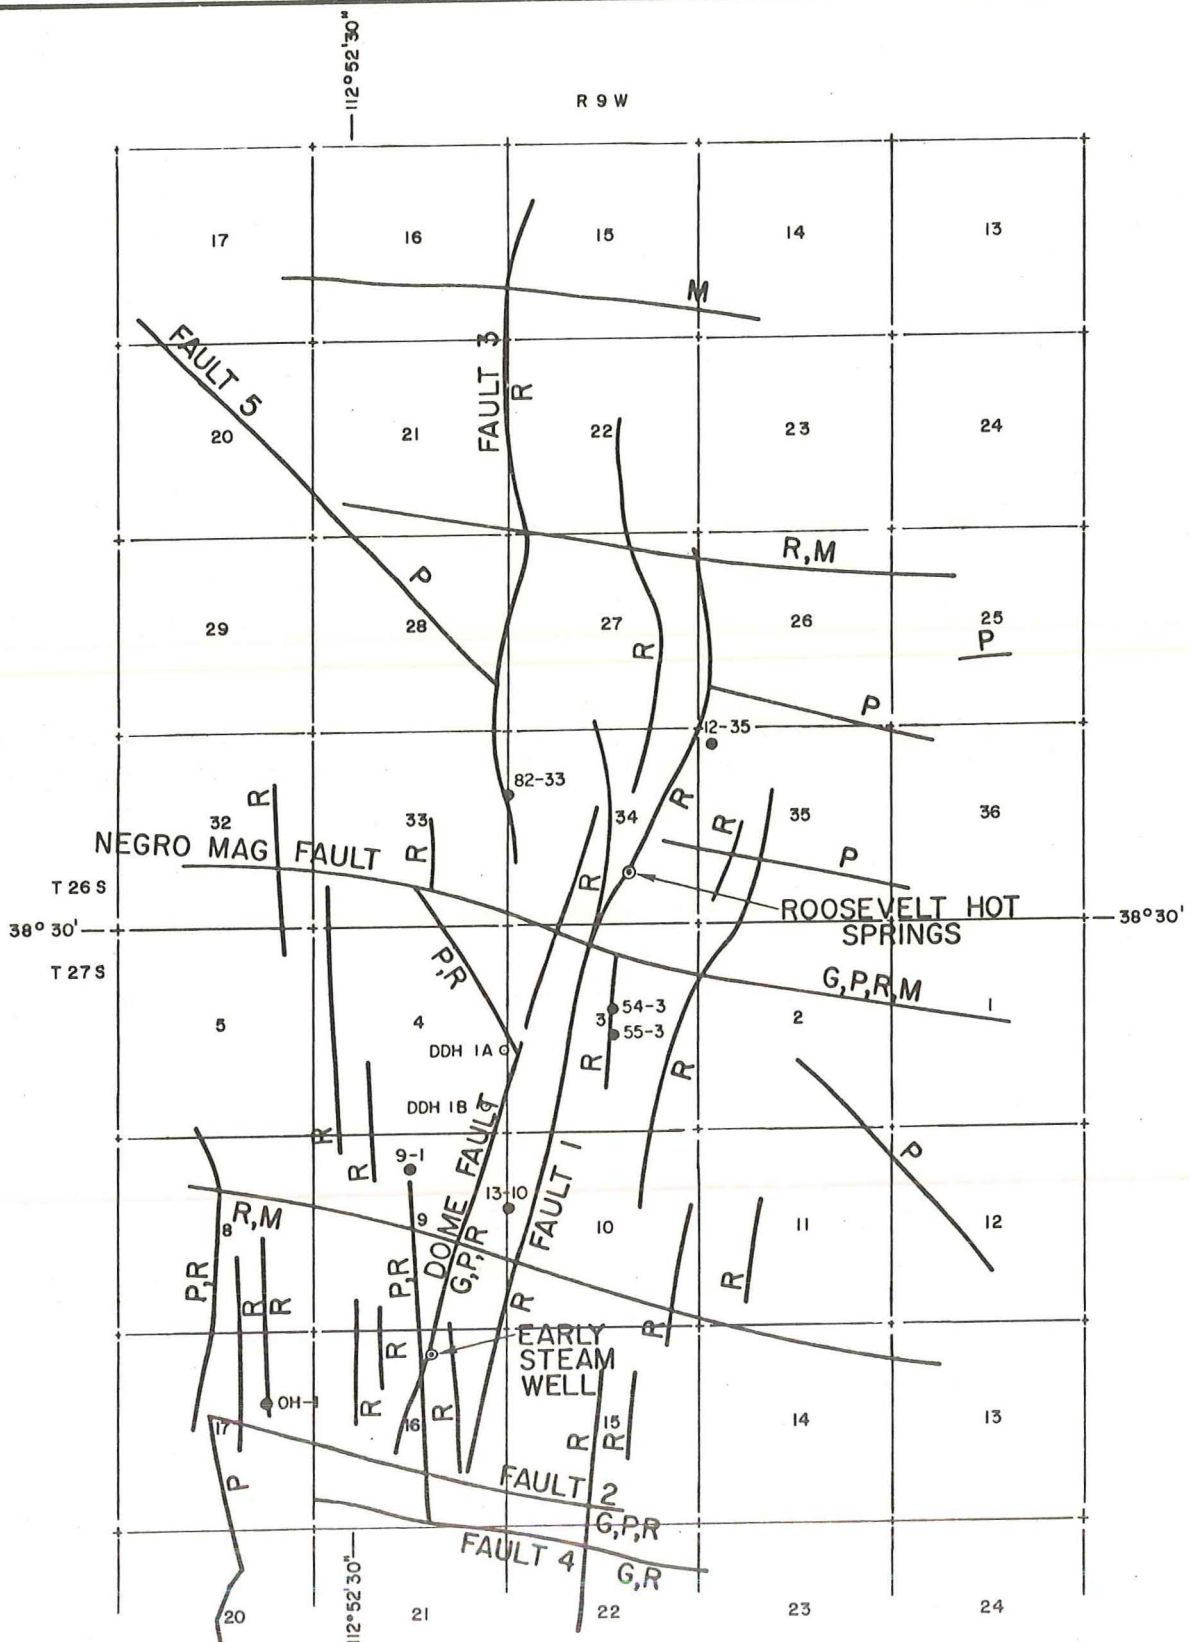 112°52'30"
R 9 W
17
16
15
14
13
M
FAULT 5
FAULT 3
R
20
21
22
23
24
R,M
P
29
28
27
R
26
25
P
P
12-35
82-33
R
32
33
R
34
R
R
35
36
NEGRO MAG FAULT
P
R
T 26 S
ROOSEVELT HOT
SPRINGS
38°30'
38°30'
T 27 S
P,R
G,P,R,M
5
4
3
54-3
55-3
2
1
DDH 1A
R
R
DDH 1B
R
R
9-1
P
13-10
DOME FAULT
G,P,R
FAULT 1
R
8
R,M
9
10
11
12
P,R
R
R
P,R
R
R
EARLY
STEAM
WELL
R
R
OH-1
17
16
R
15
R
R
14
13
P
FAULT 2
G,P,R
FAULT 4
G,R
112°52'30"
20
21
22
23
24